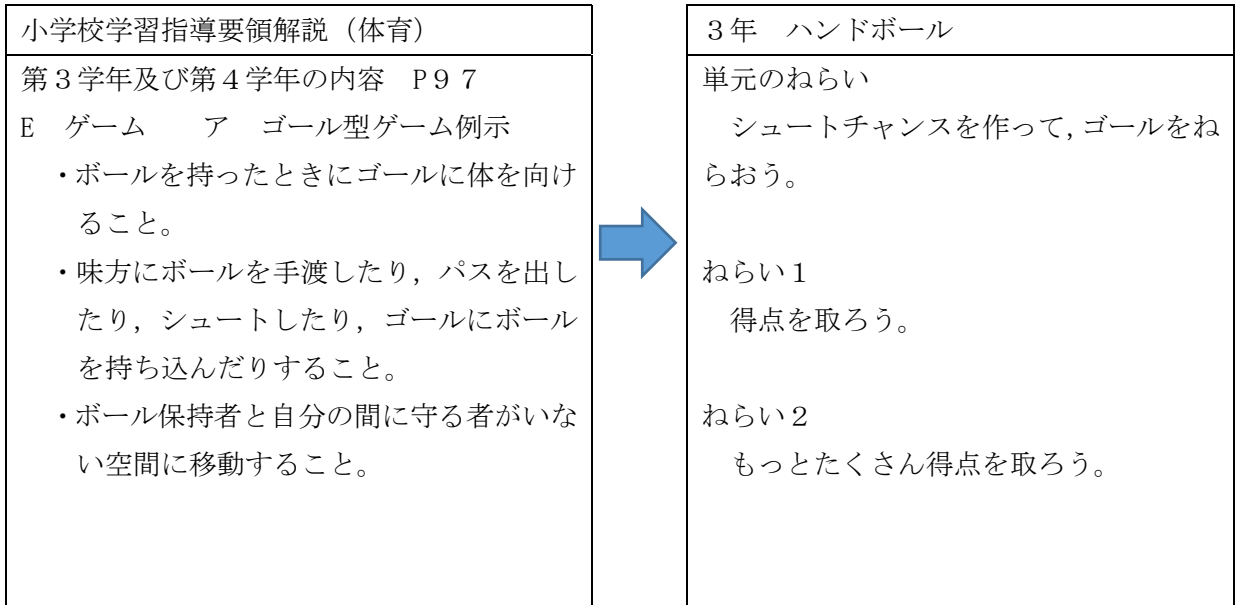 小学校学習指導要領解説（体育）
第３学年及び第４学年の内容　P９７
E　ゲーム　　ア　ゴール型ゲーム例示
・ボールを持ったときにゴールに体を向け
ること。
・味方にボールを手渡したり，パスを出し
たり，シュートしたり，ゴールにボール
を持ち込んだりすること。
・ボール保持者と自分の間に守る者がいな
い空間に移動すること。
３年　ハンドボール
単元のねらい
シュートチャンスを作って，ゴールをね
らおう。
ねらい１
得点を取ろう。
ねらい２
もっとたくさん得点を取ろう。